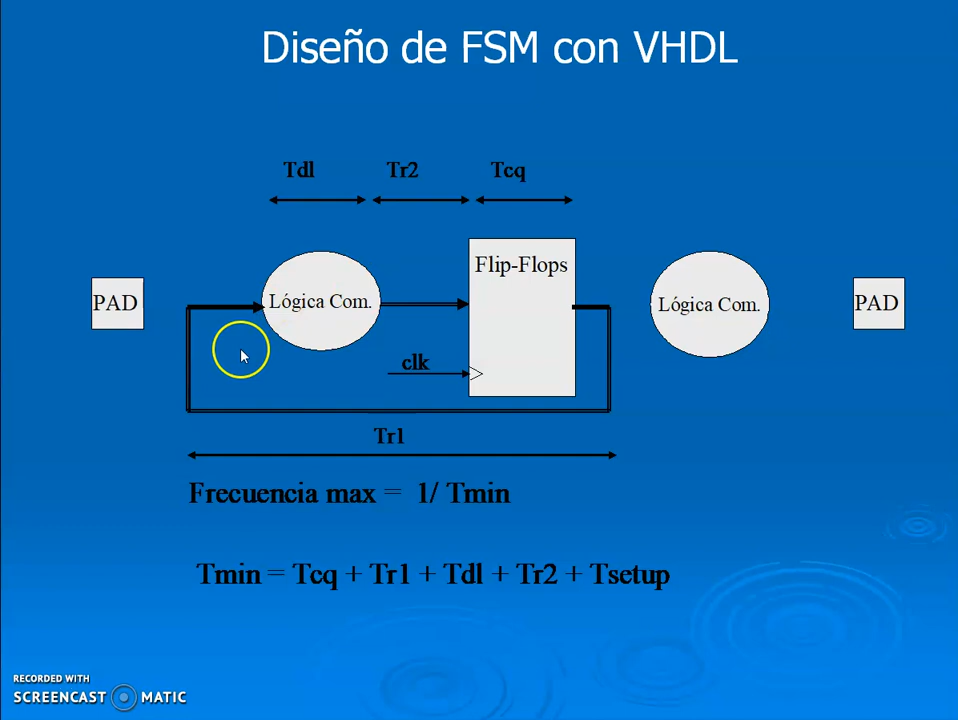 Diseño de FSM con VHDL
Tdl Tr2 Tcq
Flip-Flops
PAD
Lógica Com.
Lógica Com.
PAD
clk
Tr1
Frecuencia max = 1/ Tmin
Tmin = Tcq + Tr1 + Tdl + Tr2 + Tsetup
RECORDED WITH
SCREENCAST MATIC